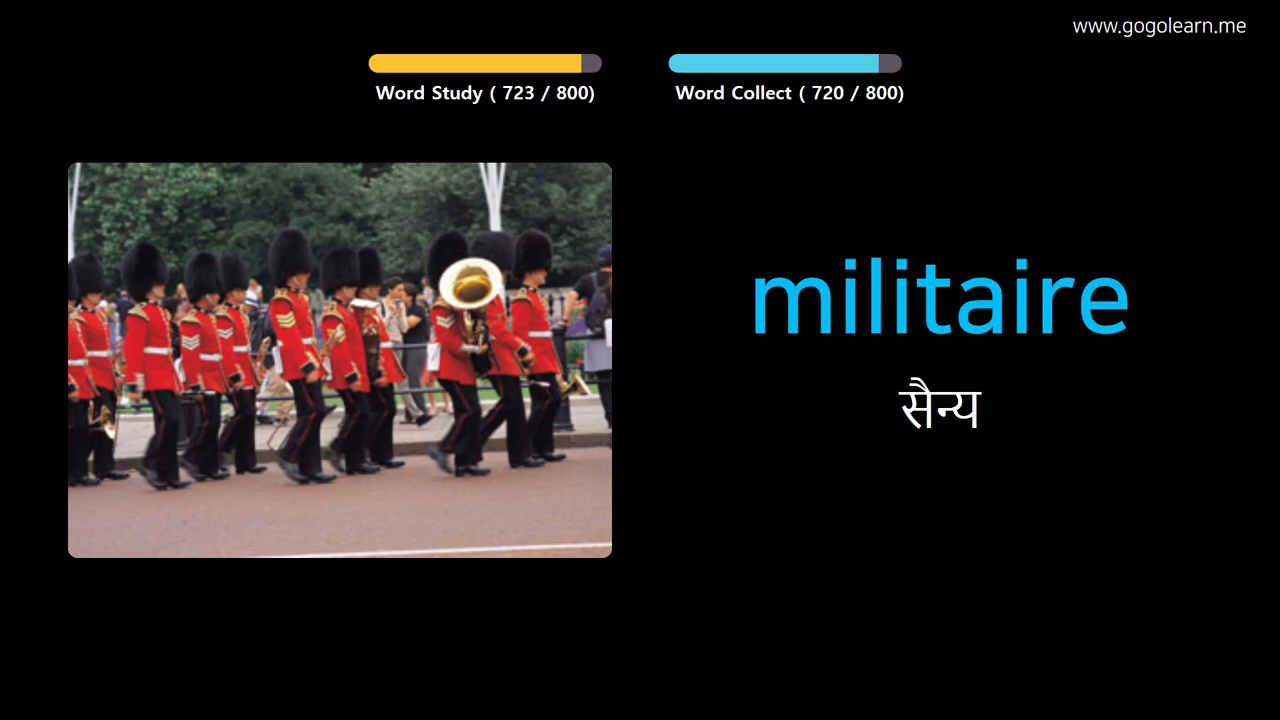 www.gogolearn.me
Word Study ( 723 / 800)
Word Collect ( 720 / 800)
militaire
सैन्य